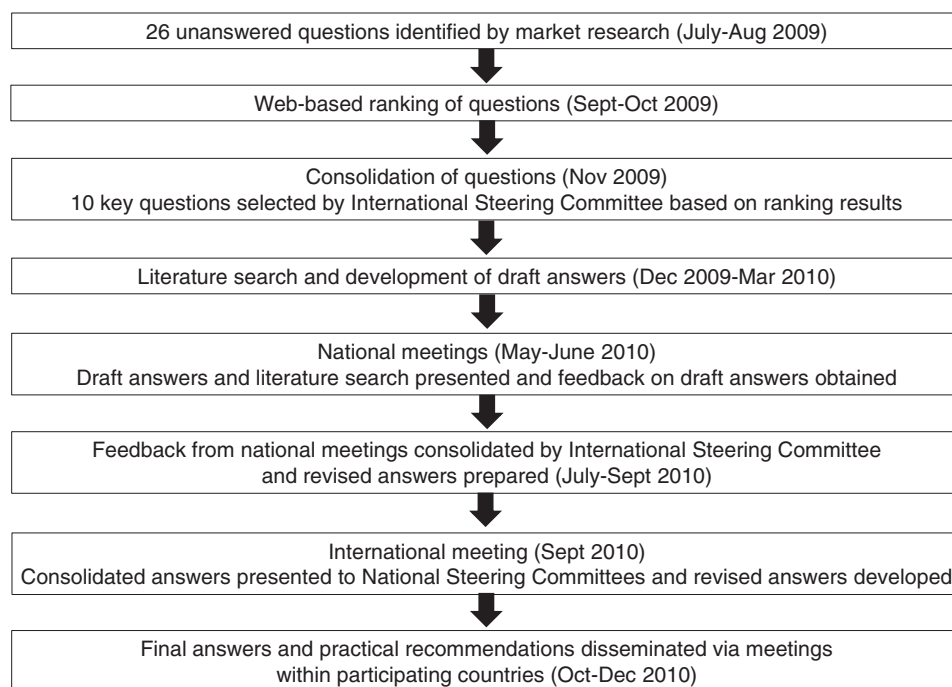 26 unanswered questions identified by market research (July-Aug 2009)
Web-based ranking of questions (Sept-Oct 2009)
Consolidation of questions (Nov 2009)
10 key questions selected by International Steering Committee based on ranking results
Literature search and development of draft answers (Dec 2009-Mar 2010)
National meetings (May-June 2010)
Draft answers and literature search presented and feedback on draft answers obtained
Feedback from national meetings consolidated by International Steering Committee
and revised answers prepared (July-Sept 2010)
International meeting (Sept 2010)
Consolidated answers presented to National Steering Committees and revised answers developed
Final answers and practical recommendations disseminated via meetings
within participating countries (Oct-Dec 2010)